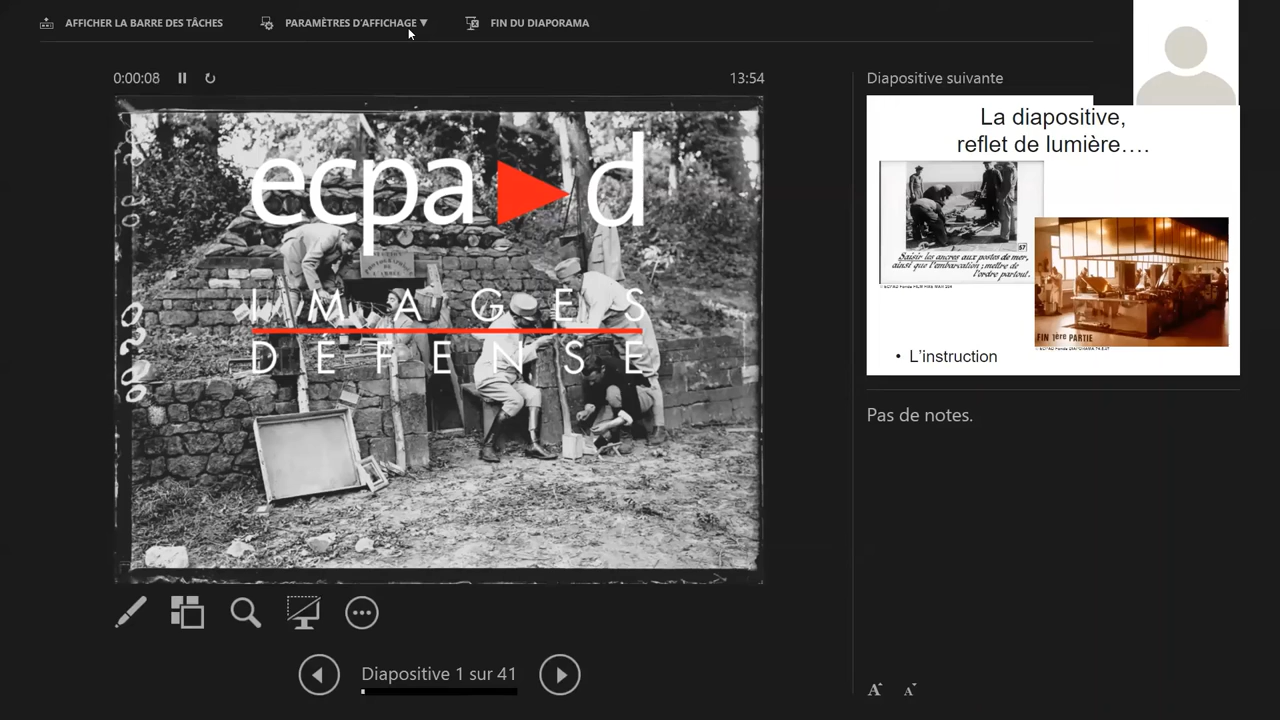 AFFICHER LA BARRE DES TÂCHES
PARAMÈTRES D'AFFICHAGE ▼
FIN DU DIAPORAMA
0:00:08
13:54
ecpa d
IMAGES
DÉFENSE
Diapositive 1 sur 41
Diapositive suivante
La diapositive,
reflet de lumière….
57
Saisir les ancres aux postes de mer,
ainsi que l'embarcation; mettre de
l'ordre partout.
FIN 1ère PARTIE
• L'instruction
Pas de notes.
A A